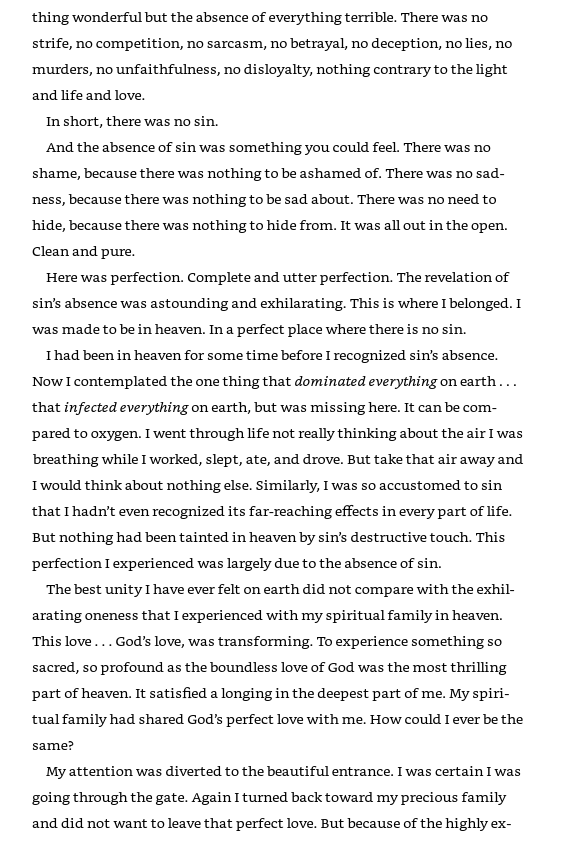 thing wonderful but the absence of everything terrible. There was no
strife, no competition, no sarcasm, no betrayal, no deception, no lies, no
murders, no unfaithfulness, no disloyalty, nothing contrary to the light
and life and love.
In short, there was no sin.
And the absence of sin was something you could feel. There was no
shame, because there was nothing to be ashamed of. There was no sad-
ness, because there was nothing to be sad about. There was no need to
hide, because there was nothing to hide from. It was all out in the open.
Clean and pure.
Here was perfection. Complete and utter perfection. The revelation of
sin’s absence was astounding and exhilarating. This is where I belonged. I
was made to be in heaven. In a perfect place where there is no sin.
I had been in heaven for some time before I recognized sin’s absence.
Now I contemplated the one thing that dominated everything on earth . . .
that infected everything on earth, but was missing here. It can be com-
pared to oxygen. I went through life not really thinking about the air I was
breathing while I worked, slept, ate, and drove. But take that air away and
I would think about nothing else. Similarly, I was so accustomed to sin
that I hadn’t even recognized its far-reaching effects in every part of life.
But nothing had been tainted in heaven by sin’s destructive touch. This
perfection I experienced was largely due to the absence of sin.
The best unity I have ever felt on earth did not compare with the exhil-
arating oneness that I experienced with my spiritual family in heaven.
This love . . . God’s love, was transforming. To experience something so
sacred, so profound as the boundless love of God was the most thrilling
part of heaven. It satisfied a longing in the deepest part of me. My spiri-
tual family had shared God’s perfect love with me. How could I ever be the
same?
My attention was diverted to the beautiful entrance. I was certain I was
going through the gate. Again I turned back toward my precious family
and did not want to leave that perfect love. But because of the highly ex-